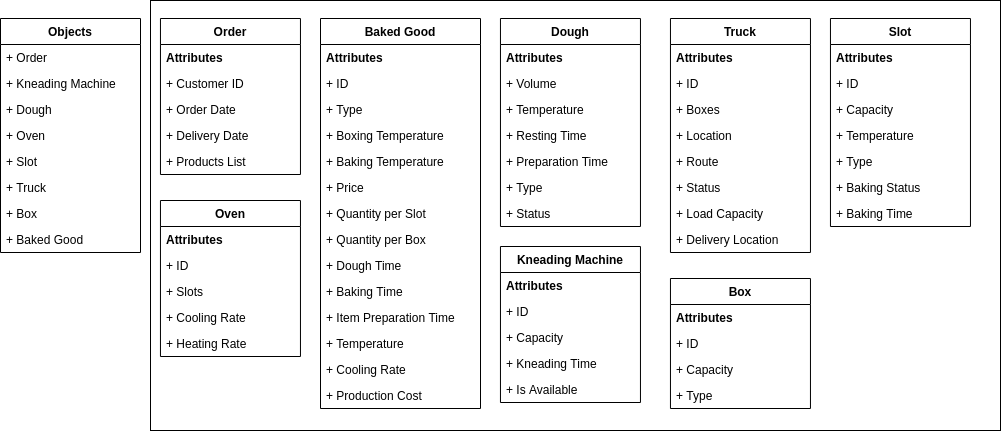 Objects
+ Order
+ Kneading Machine
+ Dough
+ Oven
+ Slot
+ Truck
+ Box
+ Baked Good
Order
Attributes
+ Customer ID
+ Order Date
+ Delivery Date
+ Products List
Oven
Attributes
+ ID
+ Slots
+ Cooling Rate
+ Heating Rate
Baked Good
Attributes
+ ID
+ Type
+ Boxing Temperature
+ Baking Temperature
+ Price
+ Quantity per Slot
+ Quantity per Box
+ Dough Time
+ Baking Time
+ Item Preparation Time
+ Temperature
+ Cooling Rate
+ Production Cost
Dough
Attributes
+ Volume
+ Temperature
+ Resting Time
+ Preparation Time
+ Type
+ Status
Kneading Machine
Attributes
+ ID
+ Capacity
+ Kneading Time
+ Is Available
Truck
Attributes
+ ID
+ Boxes
+ Location
+ Route
+ Status
+ Load Capacity
+ Delivery Location
Box
Attributes
+ ID
+ Capacity
+ Type
Slot
Attributes
+ ID
+ Capacity
+ Temperature
+ Type
+ Baking Status
+ Baking Time